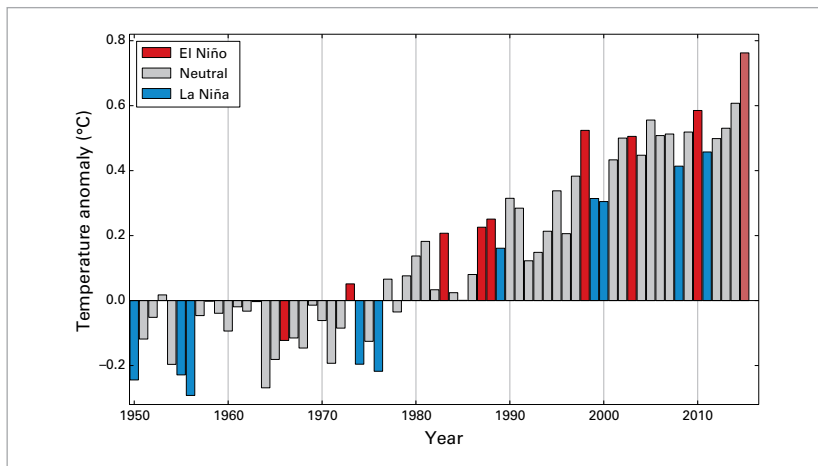 0.8
El Niño
Neutral
La Niña
0.6
0.4
0.2
0.0
−0.2
Temperature anomaly (°C)
1950 1960 1970 1980 1990 2000 2010
Year